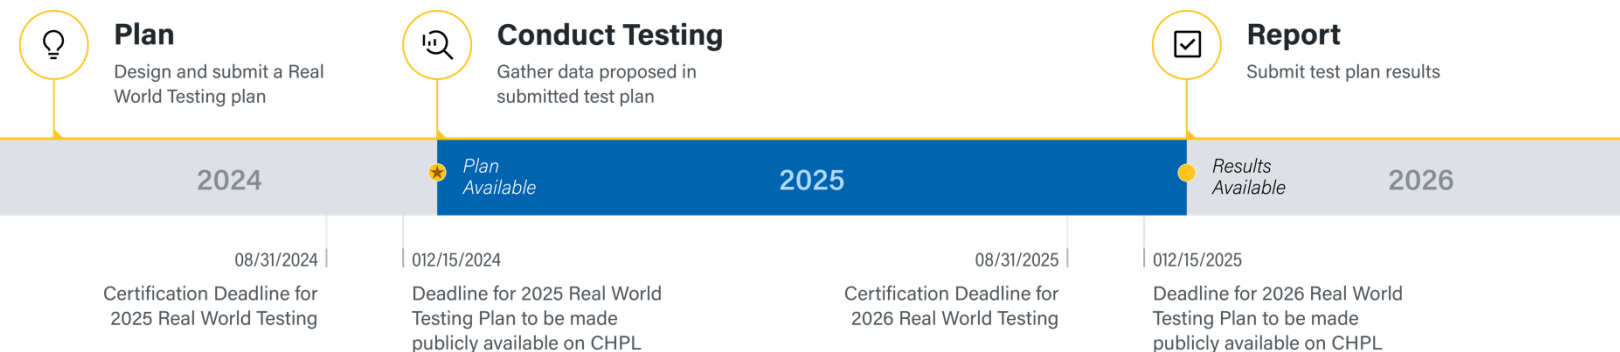 Plan
Design and submit a Real
World Testing plan
Conduct Testing
Gather data proposed in
submitted test plan
Report
Submit test plan results
2024
Plan
Available
2025
Results
Available
2026
08/31/2024
Certification Deadline for
2025 Real World Testing
012/15/2024
Deadline for 2025 Real World
Testing Plan to be made
publicly available on CHPL
08/31/2025
Certification Deadline for
2026 Real World Testing
012/15/2025
Deadline for 2026 Real World
Testing Plan to be made
publicly available on CHPL